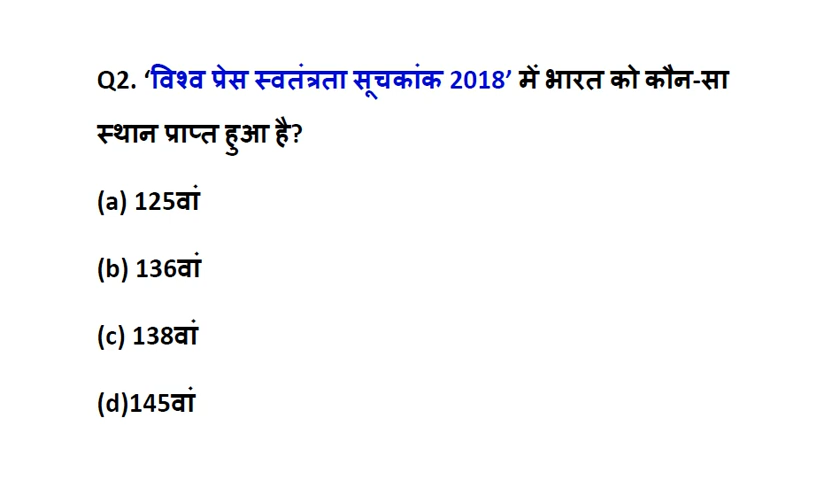 Q2. ‘विश्व प्रेस स्वतंत्रता सूचकांक 2018’ में भारत को कौन-सा
स्थान प्राप्त हुआ है?
(a) 125वां
(b) 136वां
(c) 138वां
(d)145वां